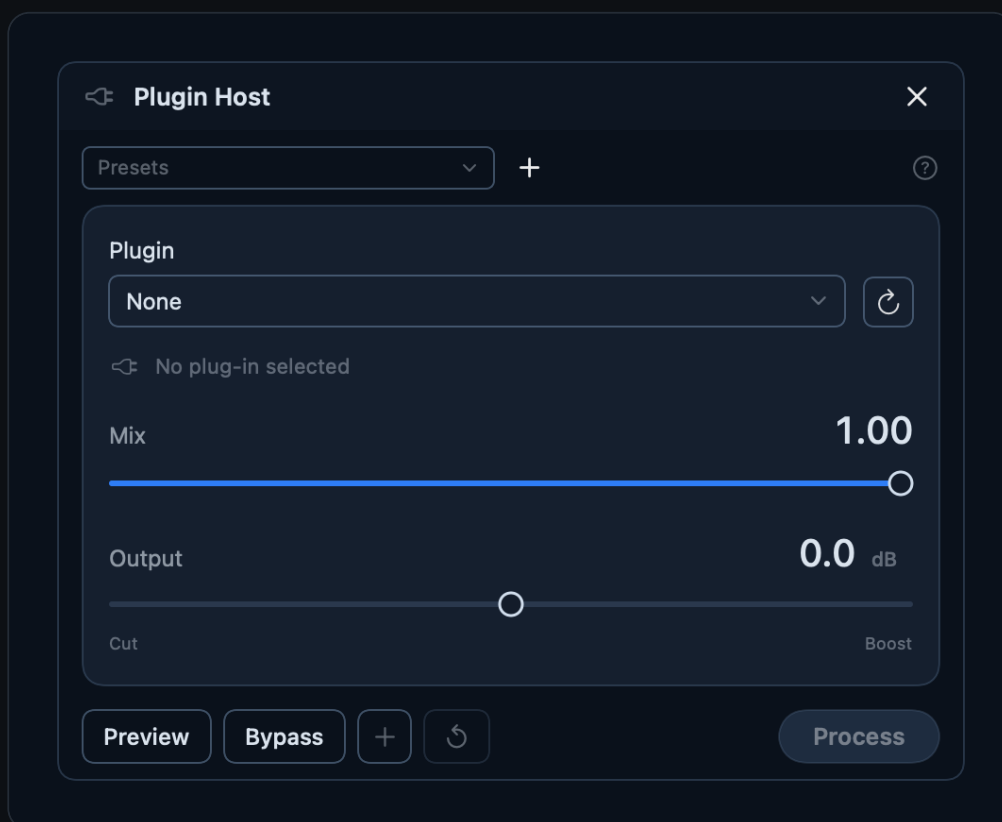 Plugin Host
Presets
?
Plugin
None
No plug-in selected
Mix 1.00
Output 0.0 dB
Cut Boost
Preview Bypass + Process